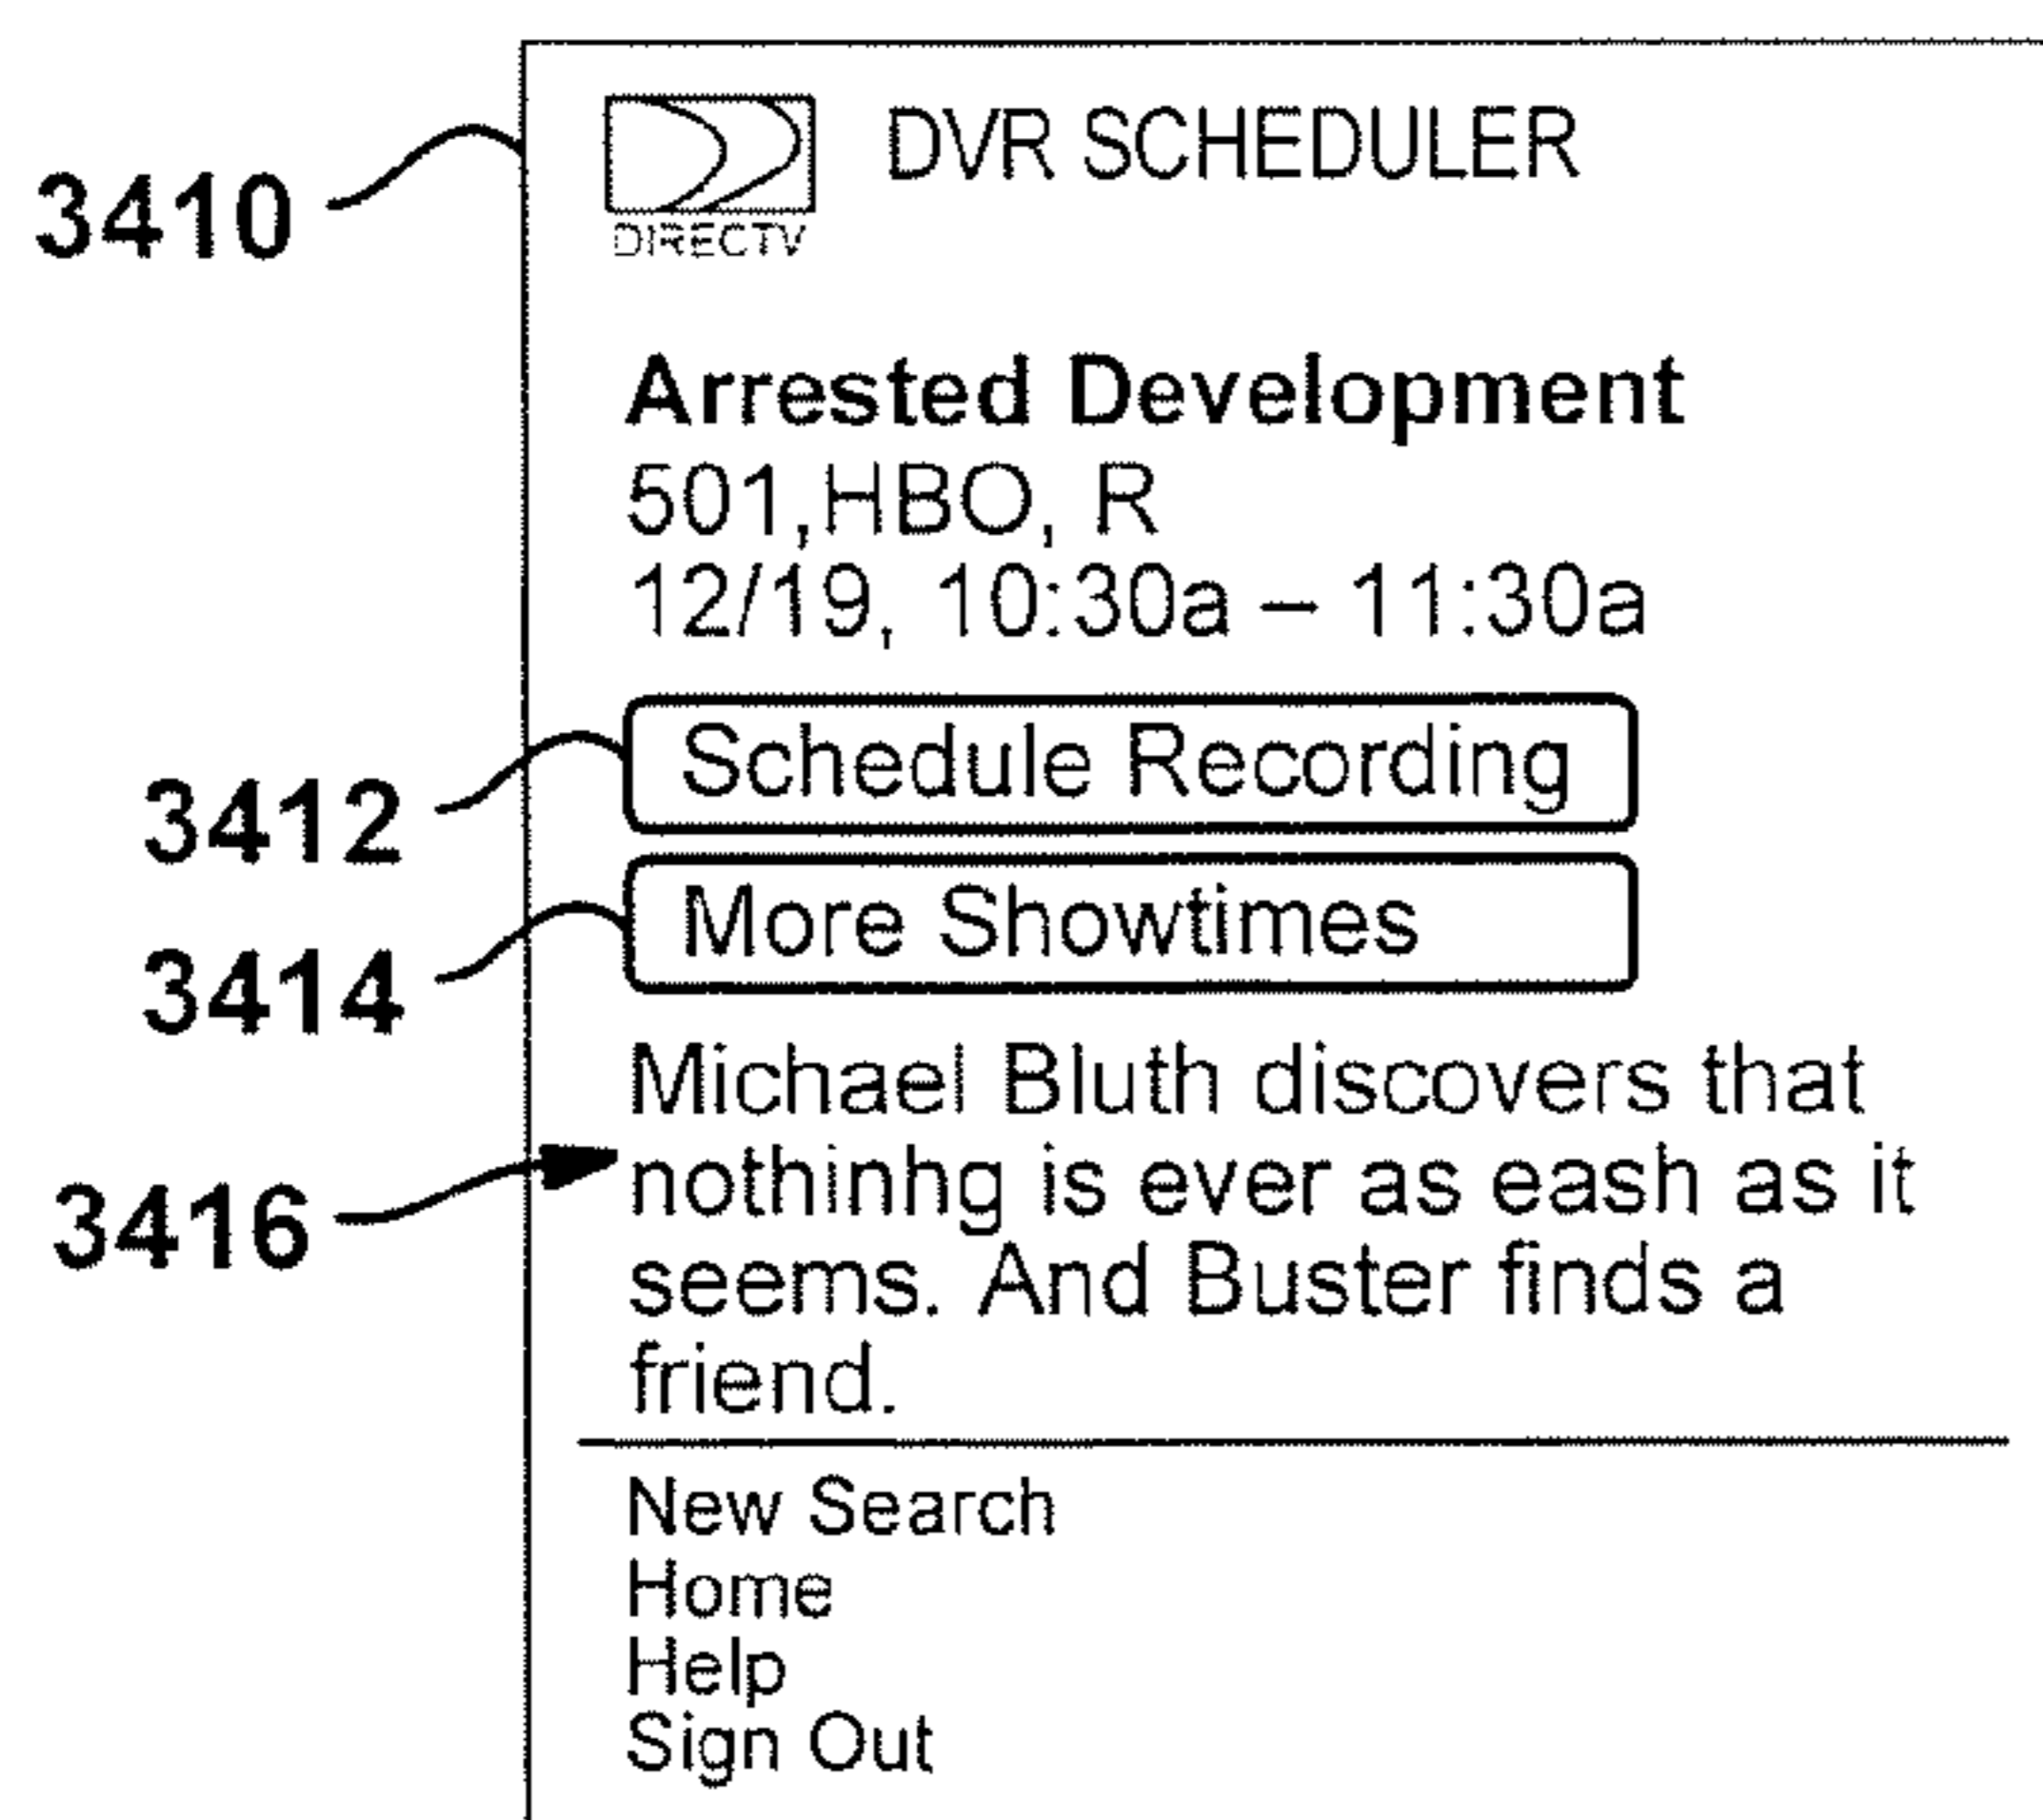 3410
DVR SCHEDULER
DIRECTV
Arrested Development
501,HBO, R
12/19, 10:30a – 11:30a
3412
Schedule Recording
3414
More Showtimes
Michael Bluth discovers that
3416
nothinhg is ever as eash as it
seems. And Buster finds a
friend.
New Search
Home
Help
Sign Out